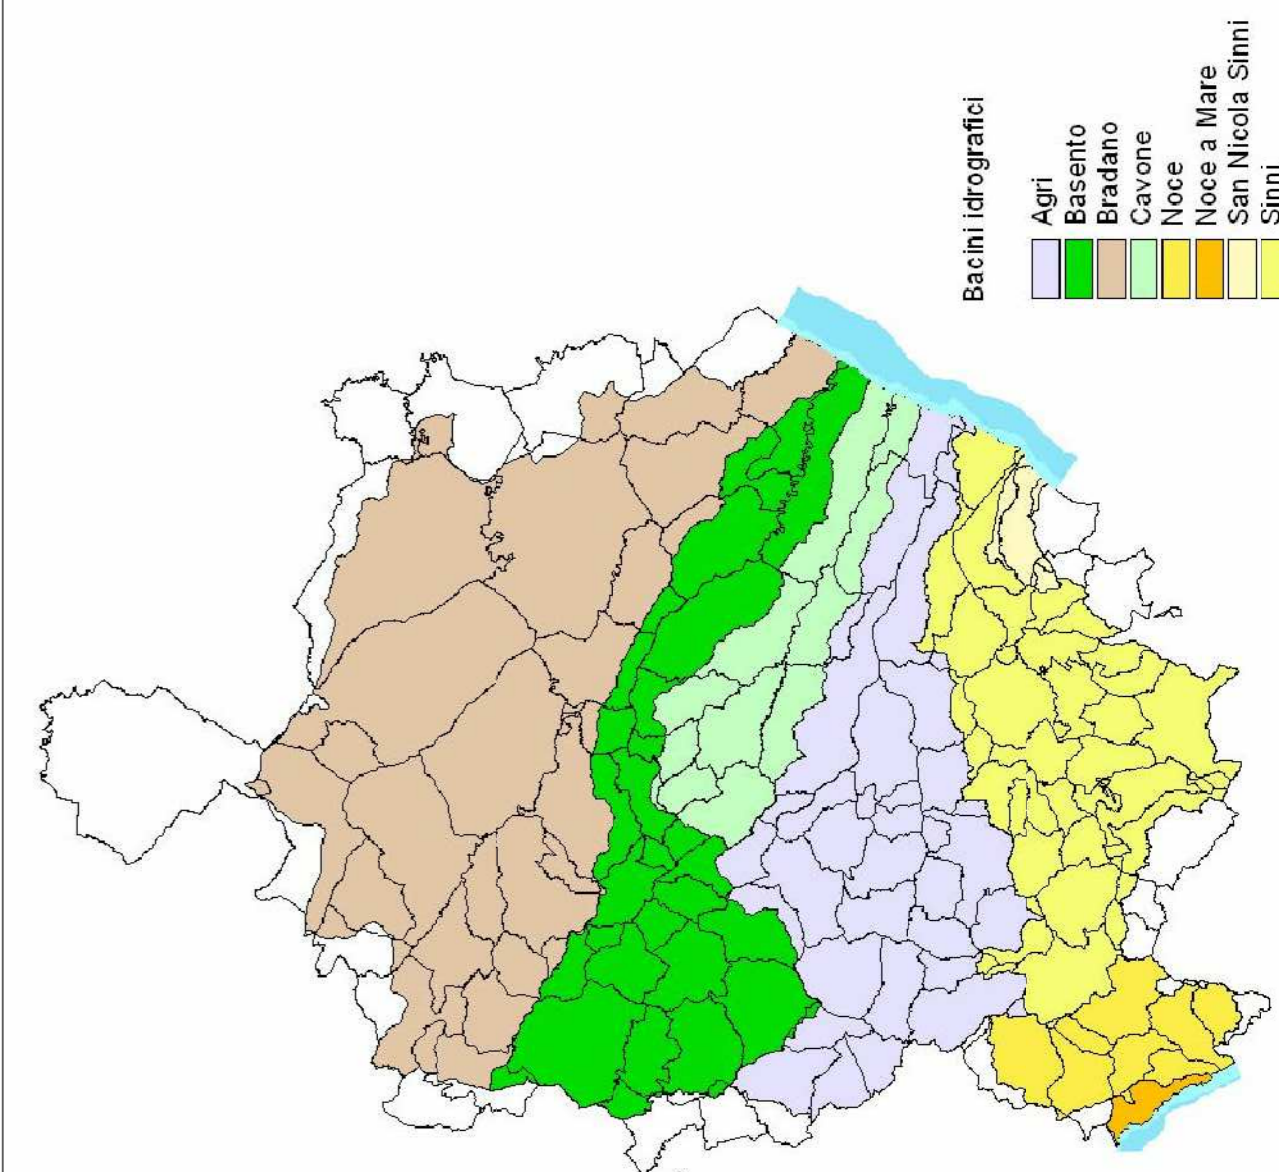 Bacini idrografici
Agri
Basento
Bradano
Cavone
Noce
Noce a Mare
San Nicola Sinni
Sinni